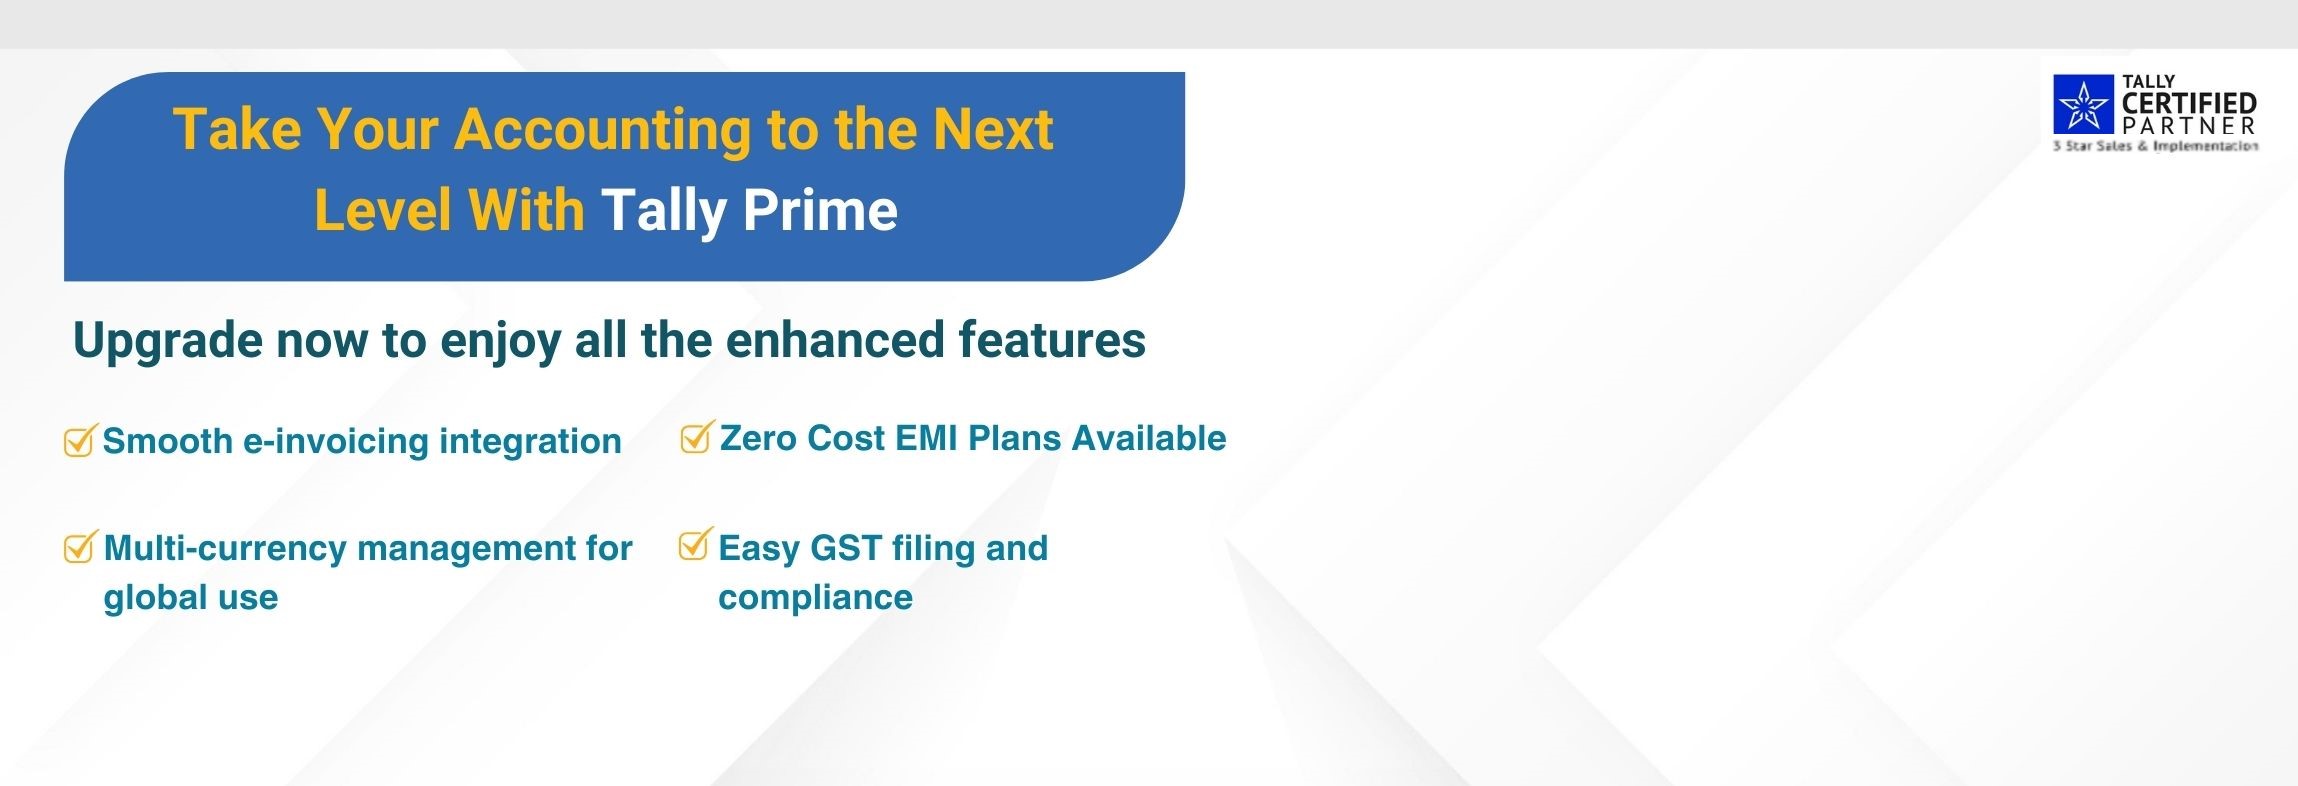 Take Your Accounting to the Next
Level With Tally Prime
TALLY
CERTIFIED
PARTNER
3 Star Sales & Implementation
Upgrade now to enjoy all the enhanced features
Smooth e-invoicing integration
Zero Cost EMI Plans Available
Multi-currency management for
global use
Easy GST filing and
compliance